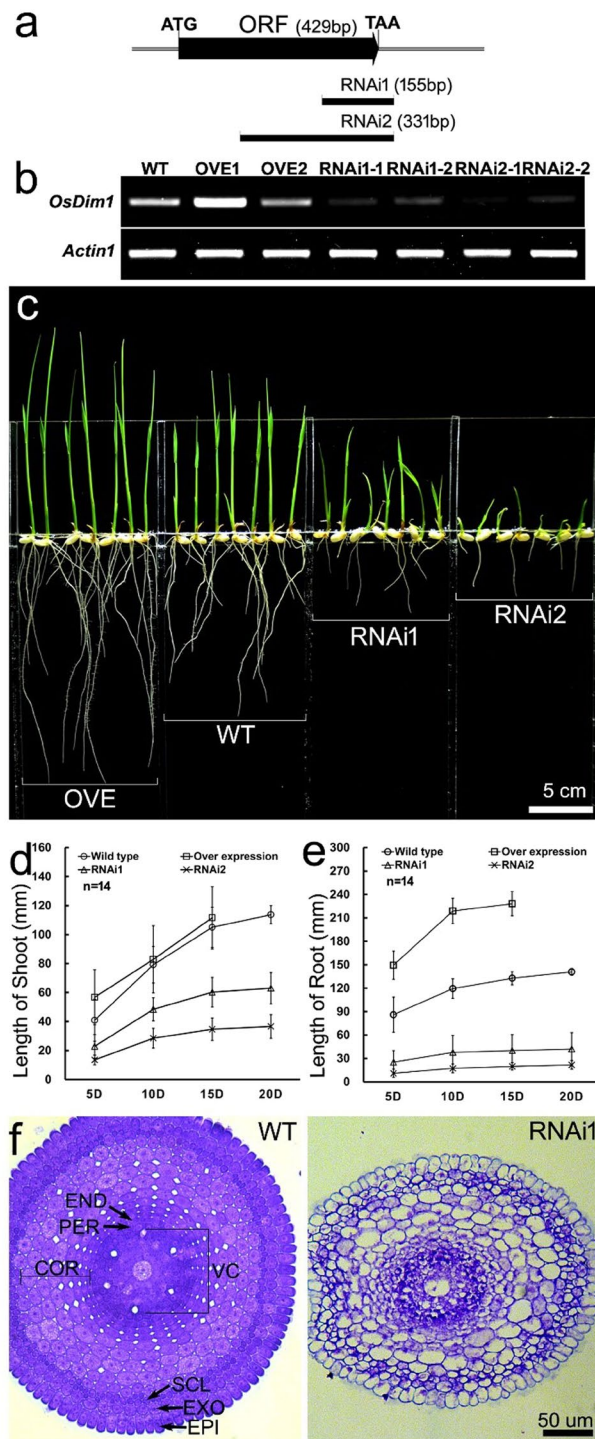 a
ATG ORF (429bp) TAA
RNAi1 (155bp)
RNAi2 (331bp)
b
WT OVE1 OVE2 RNAi1-1 RNAi1-2 RNAi2-1 RNAi2-2
OsDim1
Actin1
c
RNAi1
RNAi2
WT
OVE
5 cm
d
Wild type Over expression
RNAi1 RNAi2
n=14
Length of Shoot (mm)
160
140
120
100
80
60
40
20
0
5D 10D 15D 20D
e
Wild type Over expression
RNAi1 RNAi2
n=14
Length of Root (mm)
300
270
240
210
180
150
120
90
60
30
0
5D 10D 15D 20D
f
WT
END
PER
COR
VC
SCL
EXO
EPI
RNAi1
50 um